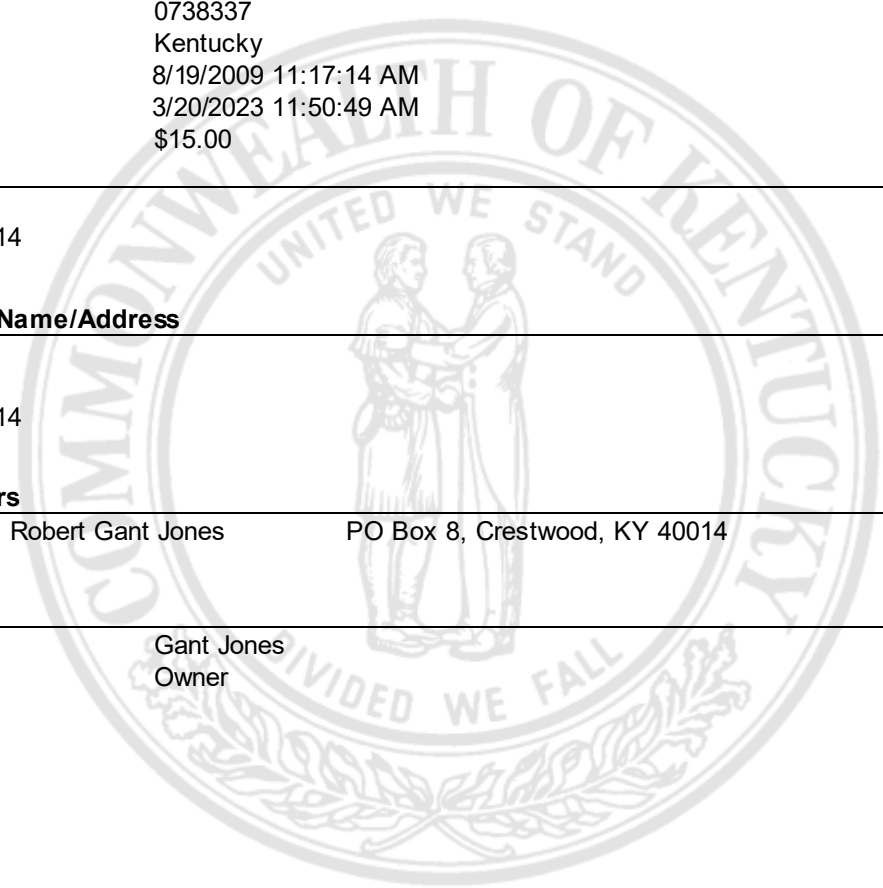 0738337
Kentucky
8/19/2009 11:17:14 AM
3/20/2023 11:50:49 AM
$15.00
14
Name/Address
14
rs
Robert Gant Jones PO Box 8, Crestwood, KY 40014
Gant Jones
Owner
COMMONWEALTH OF KENTUCKY
UNITED WE STAND
DIVIDED WE FALL